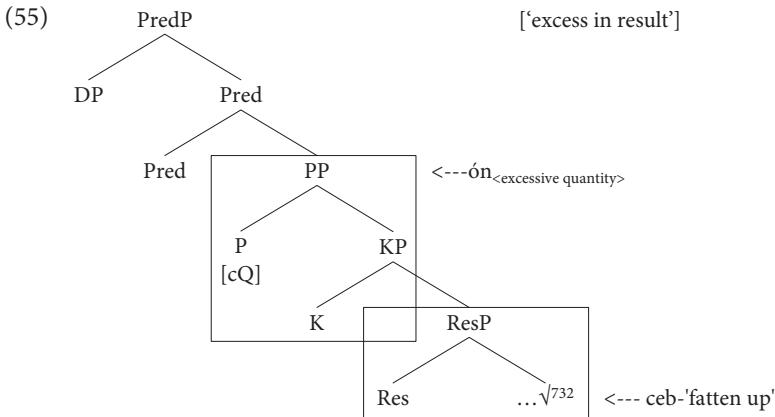 (55) PredP [‘excess in result’]
DP Pred
Pred PP <---ón<excessive quantity>
P KP
[cQ]
K ResP
Res …√732 <--- ceb-'fatten up'